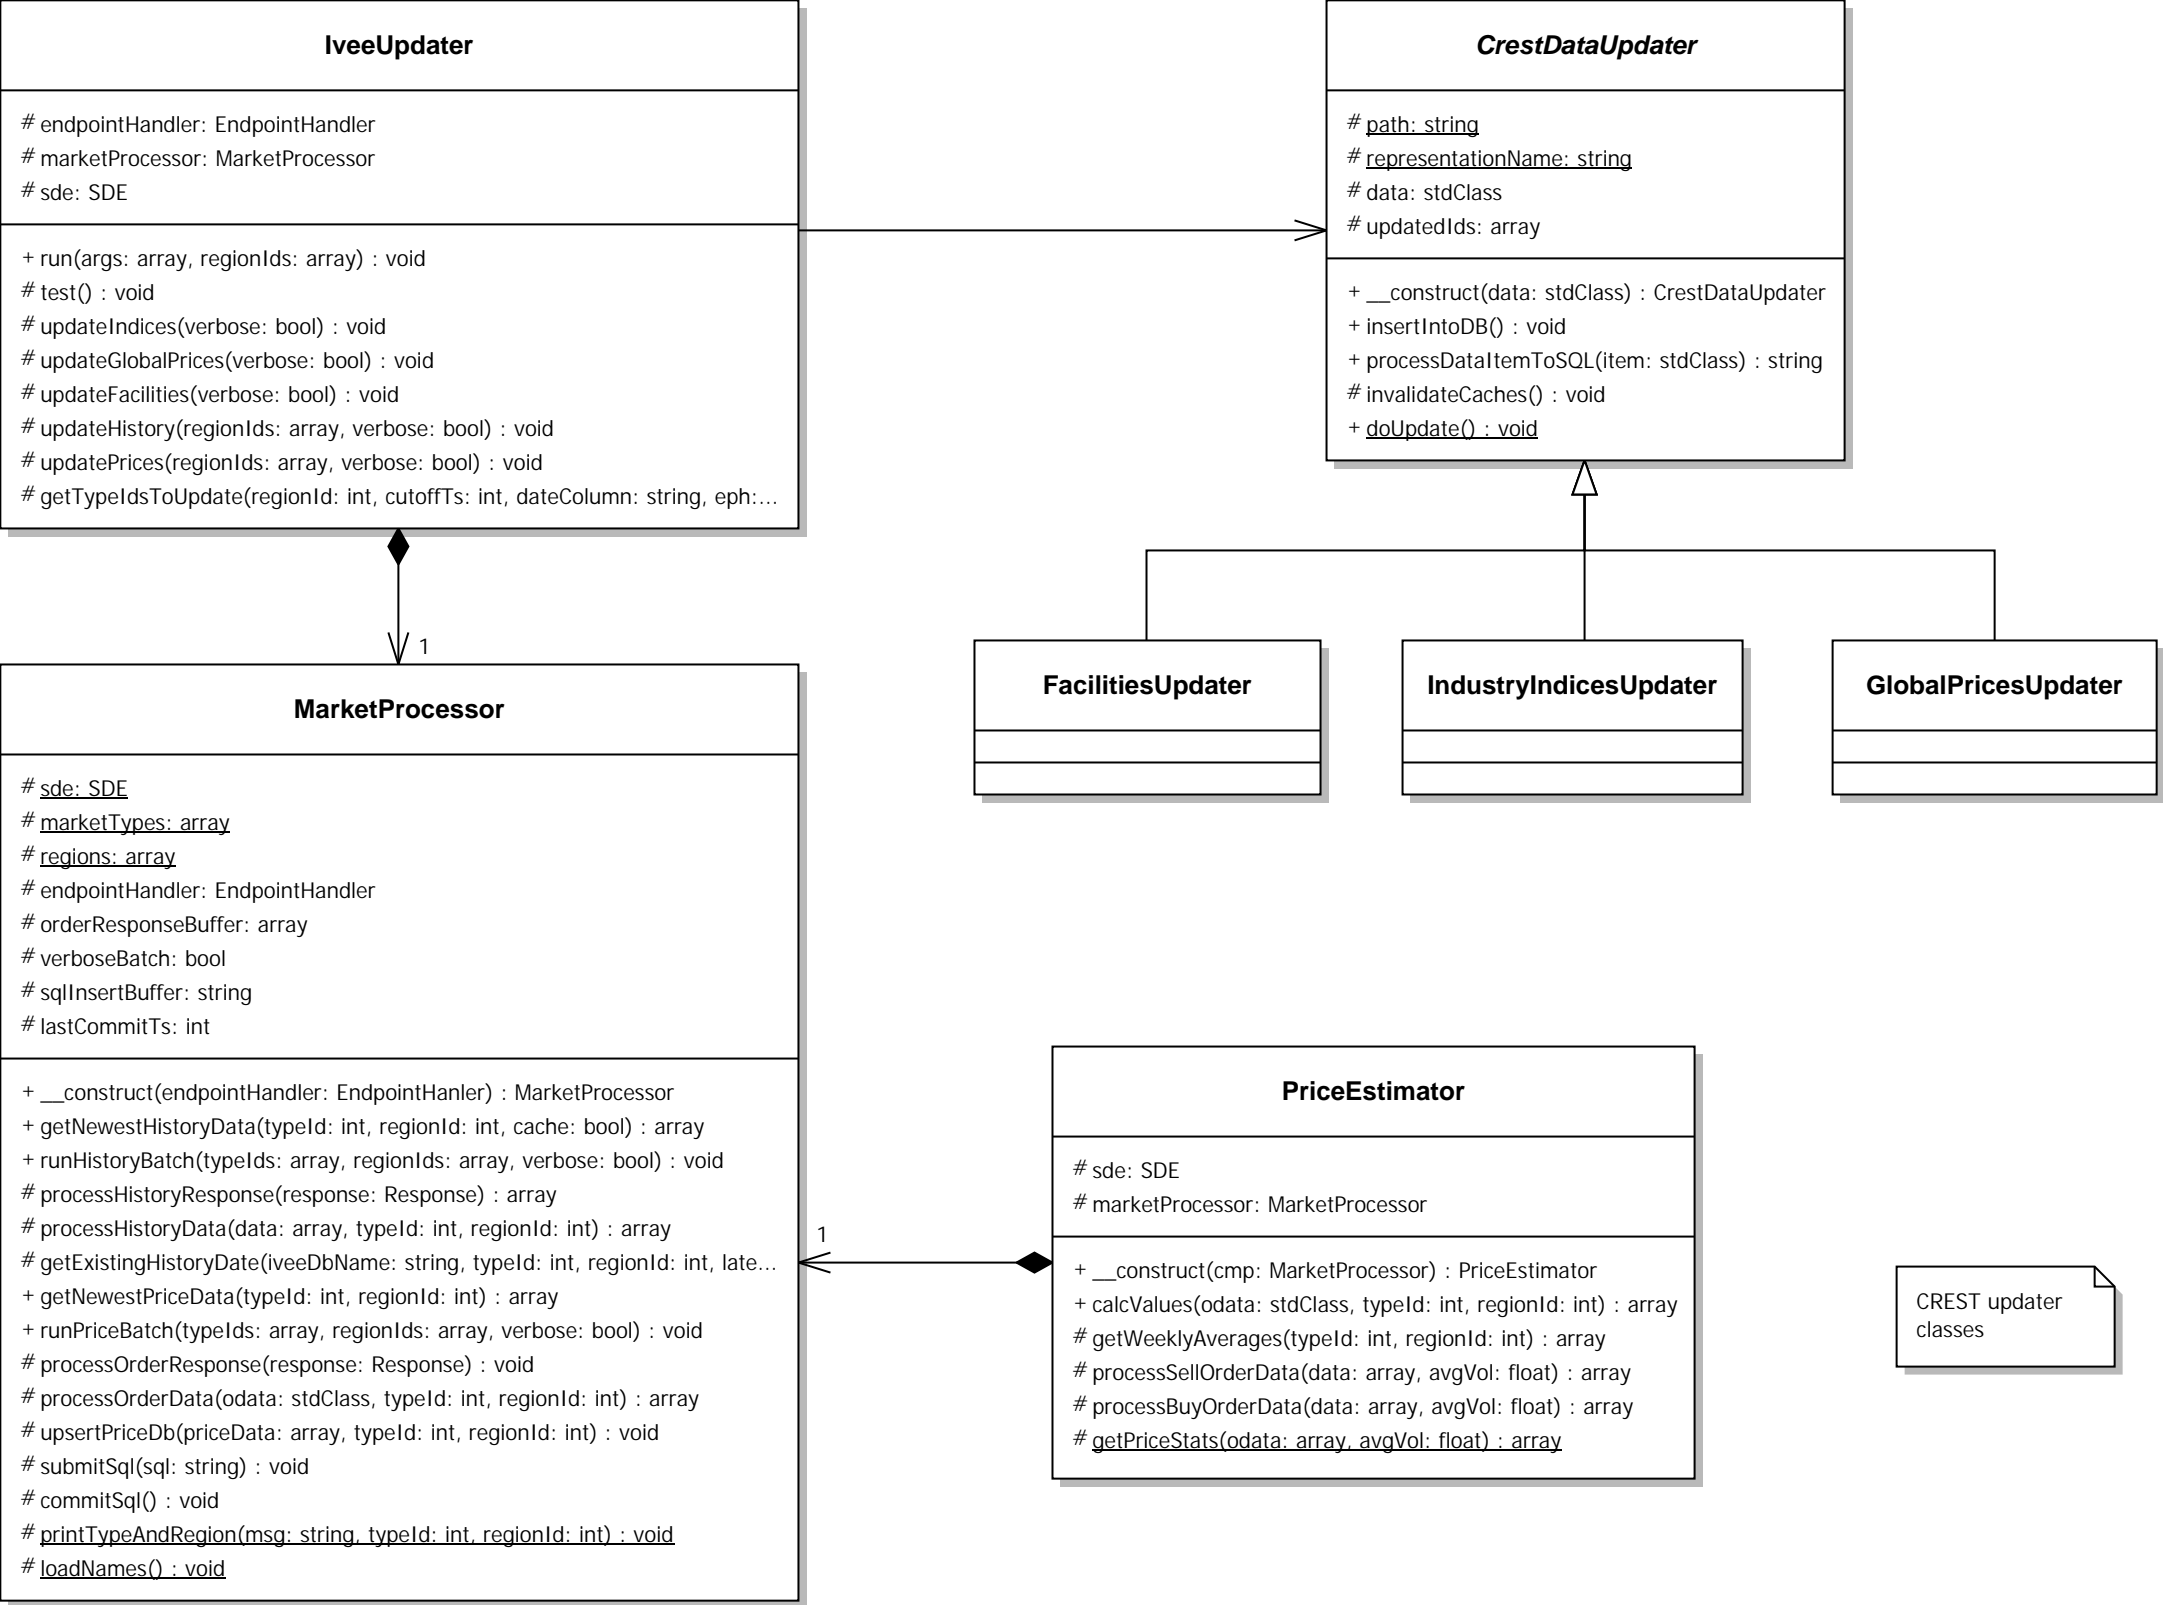 IveeUpdater
# endpointHandler: EndpointHandler
# marketProcessor: MarketProcessor
# sde: SDE
+ run(args: array, regionIds: array) : void
# test() : void
# updateIndices(verbose: bool) : void
# updateGlobalPrices(verbose: bool) : void
# updateFacilities(verbose: bool) : void
# updateHistory(regionIds: array, verbose: bool) : void
# updatePrices(regionIds: array, verbose: bool) : void
# getTypeIdsToUpdate(regionId: int, cutoffTs: int, dateColumn: string, eph:...
CrestDataUpdater
# path: string
# representationName: string
# data: stdClass
# updatedIds: array
+ __construct(data: stdClass) : CrestDataUpdater
+ insertIntoDB() : void
+ processDataItemToSQL(item: stdClass) : string
# invalidateCaches() : void
+ doUpdate() : void
1
FacilitiesUpdater
IndustryIndicesUpdater
GlobalPricesUpdater
MarketProcessor
# sde: SDE
# marketTypes: array
# regions: array
# endpointHandler: EndpointHandler
# orderResponseBuffer: array
# verboseBatch: bool
# sqlInsertBuffer: string
# lastCommitTs: int
+ __construct(endpointHandler: EndpointHanler) : MarketProcessor
+ getNewestHistoryData(typeId: int, regionId: int, cache: bool) : array
+ runHistoryBatch(typeIds: array, regionIds: array, verbose: bool) : void
# processHistoryResponse(response: Response) : array
# processHistoryData(data: array, typeId: int, regionId: int) : array
# getExistingHistoryDate(iveeDbName: string, typeId: int, regionId: int, late...
+ getNewestPriceData(typeId: int, regionId: int) : array
+ runPriceBatch(typeIds: array, regionIds: array, verbose: bool) : void
# processOrderResponse(response: Response) : void
# processOrderData(odata: stdClass, typeId: int, regionId: int) : array
# upsertPriceDb(priceData: array, typeId: int, regionId: int) : void
# submitSql(sql: string) : void
# commitSql() : void
# printTypeAndRegion(msg: string, typeId: int, regionId: int) : void
# loadNames() : void
1
PriceEstimator
# sde: SDE
# marketProcessor: MarketProcessor
+ __construct(cmp: MarketProcessor) : PriceEstimator
+ calcValues(odata: stdClass, typeId: int, regionId: int) : array
# getWeeklyAverages(typeId: int, regionId: int) : array
# processSellOrderData(data: array, avgVol: float) : array
# processBuyOrderData(data: array, avgVol: float) : array
# getPriceStats(odata: array, avgVol: float) : array
CREST updater
classes